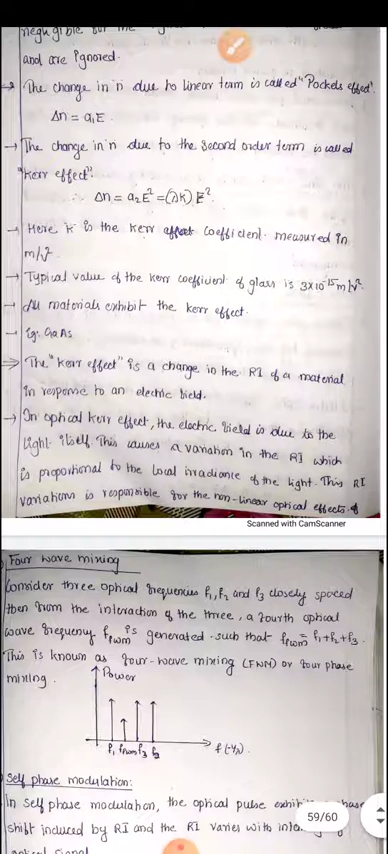 negligible for the
and are ignored.
→ The change in 'n' due to linear term is called "Pockels effect".
Δn = a₁E.
→ The change in 'n' due to the second order term is called
"Kerr effect".
∴ Δn = a₂E² = (λk) E².
→ Here k is the kerr effect coefficient measured in
m/v².
→ Typical value of the kerr coefficient of glass is 3×10⁻¹⁵ m/v².
→ All materials exhibit the kerr effect.
→ Eg: GaAs
⇒ The "kerr effect" is a change in the RI of a material
in response to an electric field.
→ In optical kerr effect, the electric field is due to the
light itself. This causes a variation in the RI which
is proportional to the local irradiance of the light. This RI
variations is responsible for the non-linear optical effects of
Scanned with CamScanner
Four wave mixing
Consider three optical frequencies f₁, f₂ and f₃ closely spaced
then from the interaction of the three, a fourth optical
wave frequency f_FWM is generated such that f_FWM = f₁+f₂+f₃.
This is known as four-wave mixing (FWM) or four phase
mixing.
Power
f₁ f_FWM f₃ f₂
f
Self phase modulation:
In self phase modulation, the optical pulse phase
shift induced by RI and the RI varies with
signal
59/60